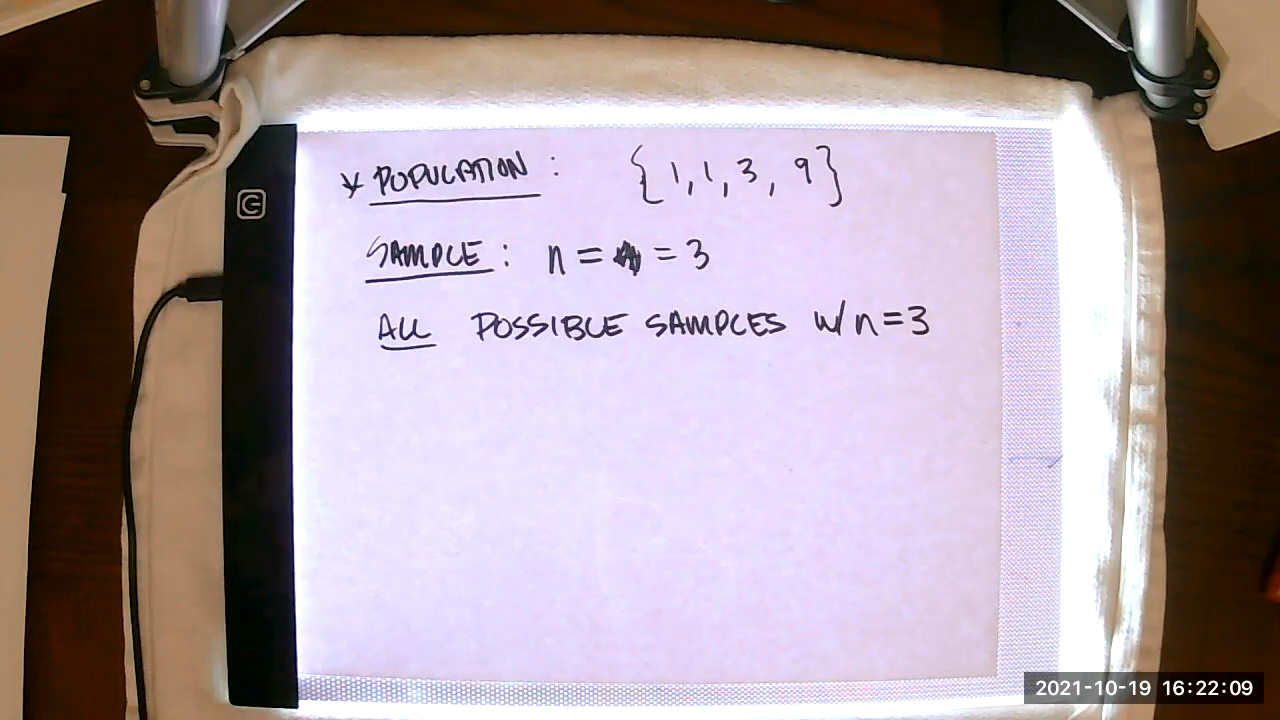 * POPULATION : {1,1,3,9}
SAMPLE : n = = 3
ALL POSSIBLE SAMPLES w/ n=3
2021-10-19 16:22:09